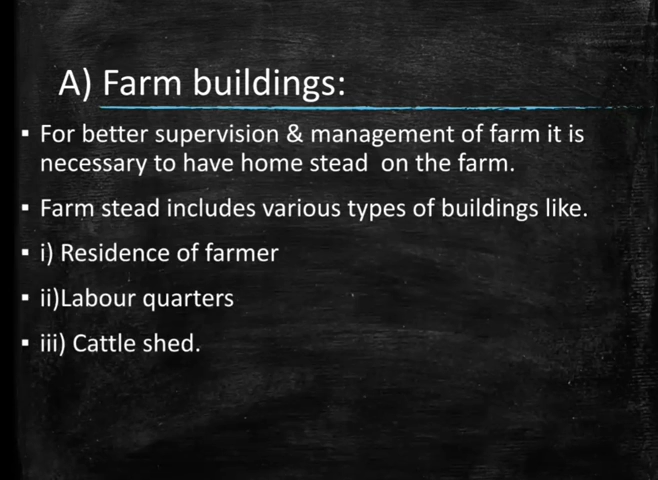 A) Farm buildings:
▪ For better supervision & management of farm it is
necessary to have home stead  on the farm.
▪ Farm stead includes various types of buildings like.
▪ i) Residence of farmer
▪ ii)Labour quarters
▪ iii) Cattle shed.